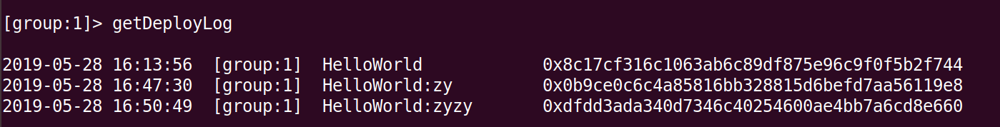 [group:1]> getDeployLog
2019-05-28 16:13:56  [group:1]  HelloWorld            0x8c17cf316c1063ab6c89df875e96c9f0f5b2f744
2019-05-28 16:47:30  [group:1]  HelloWorld:zy         0x0b9ce0c6c4a85816bb328815d6befd7aa56119e8
2019-05-28 16:50:49  [group:1]  HelloWorld:zyzy       0xdfdd3ada340d7346c40254600ae4bb7a6cd8e660